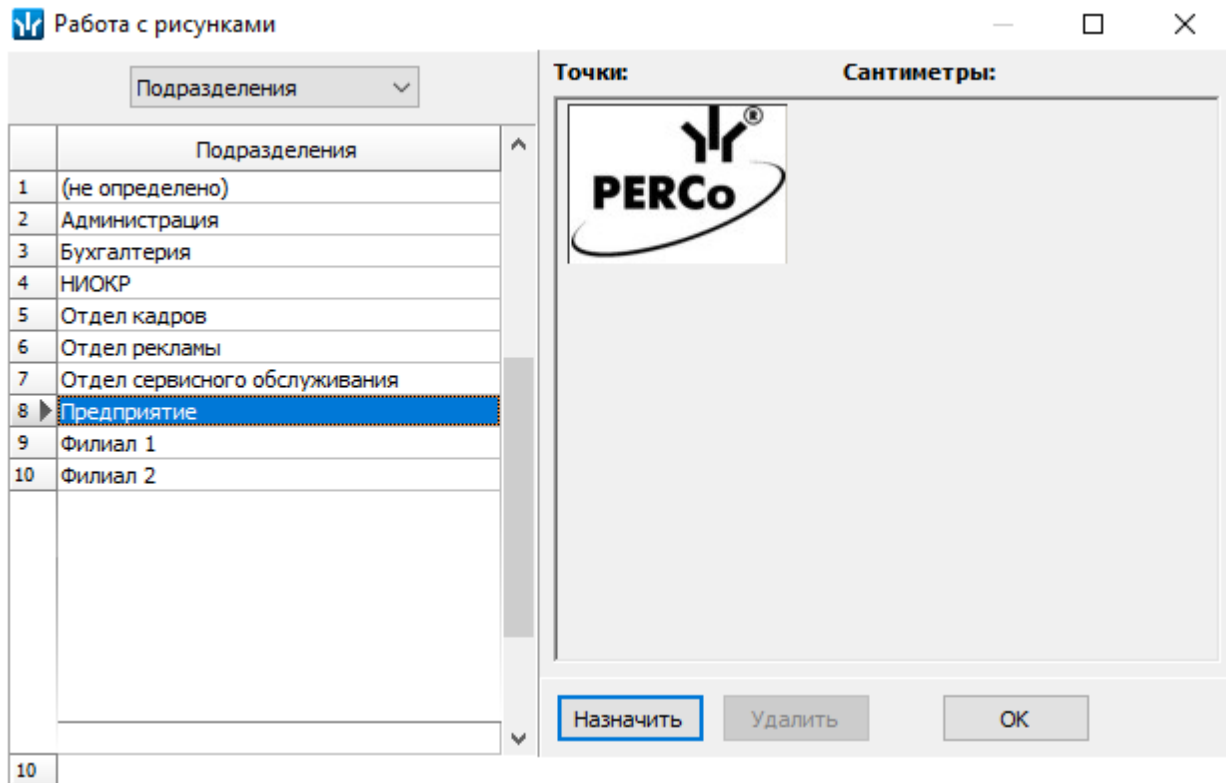 Работа с рисунками
Подразделения
Подразделения
1 (не определено)
2 Администрация
3 Бухгалтерия
4 НИОКР
5 Отдел кадров
6 Отдел рекламы
7 Отдел сервисного обслуживания
8 Предприятие
9 Филиал 1
10 Филиал 2
10
Точки: Сантиметры:
®
PERCo
Назначить Удалить OK